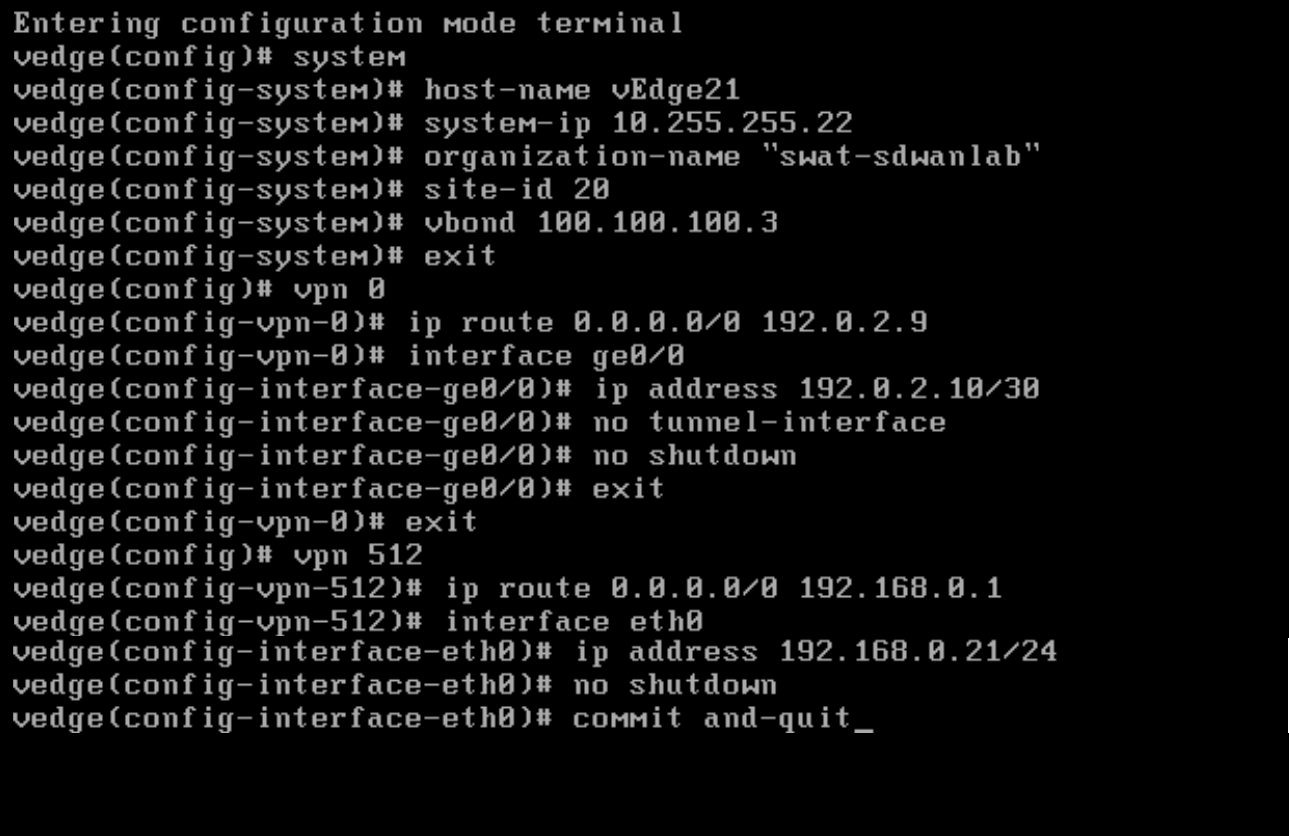 Entering configuration mode terminal
vedge(config)# system
vedge(config-system)# host-name vEdge21
vedge(config-system)# system-ip 10.255.255.22
vedge(config-system)# organization-name "swat-sdwanlab"
vedge(config-system)# site-id 20
vedge(config-system)# vbond 100.100.100.3
vedge(config-system)# exit
vedge(config)# vpn 0
vedge(config-vpn-0)# ip route 0.0.0.0/0 192.0.2.9
vedge(config-vpn-0)# interface ge0/0
vedge(config-interface-ge0/0)# ip address 192.0.2.10/30
vedge(config-interface-ge0/0)# no tunnel-interface
vedge(config-interface-ge0/0)# no shutdown
vedge(config-interface-ge0/0)# exit
vedge(config-vpn-0)# exit
vedge(config)# vpn 512
vedge(config-vpn-512)# ip route 0.0.0.0/0 192.168.0.1
vedge(config-vpn-512)# interface eth0
vedge(config-interface-eth0)# ip address 192.168.0.21/24
vedge(config-interface-eth0)# no shutdown
vedge(config-interface-eth0)# commit and-quit_